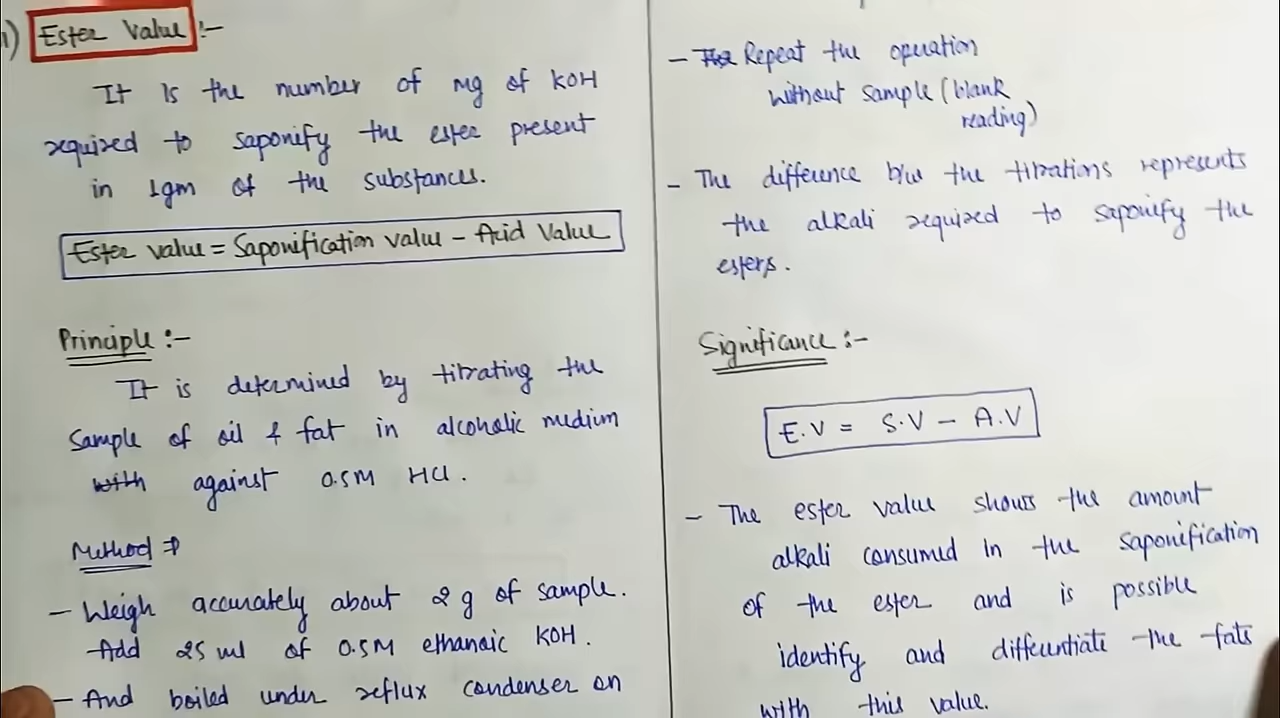 1) Ester Value :-
It is the number of mg of KOH
required to saponify the ester present
in 1gm of the substances.
Ester value = Saponification value - Acid Value
Principle :-
It is determined by titrating the
Sample of oil & fat in alcoholic medium
with against 0.5M HCl.
Method ⇒
- Weigh accurately about 2 g of sample.
Add 25 ml of 0.5M ethanoic KOH.
- And boiled under reflux condenser on
- The Repeat the operation
without sample (blank
reading)
- The difference b/w the titrations represents
the alkali required to saponify the
esters.
Significance :-
E.V = S.V - A.V
- The ester value shows the amount
alkali consumed in the saponification
of the ester and is possible
identify and differentiate the fats
with this value.